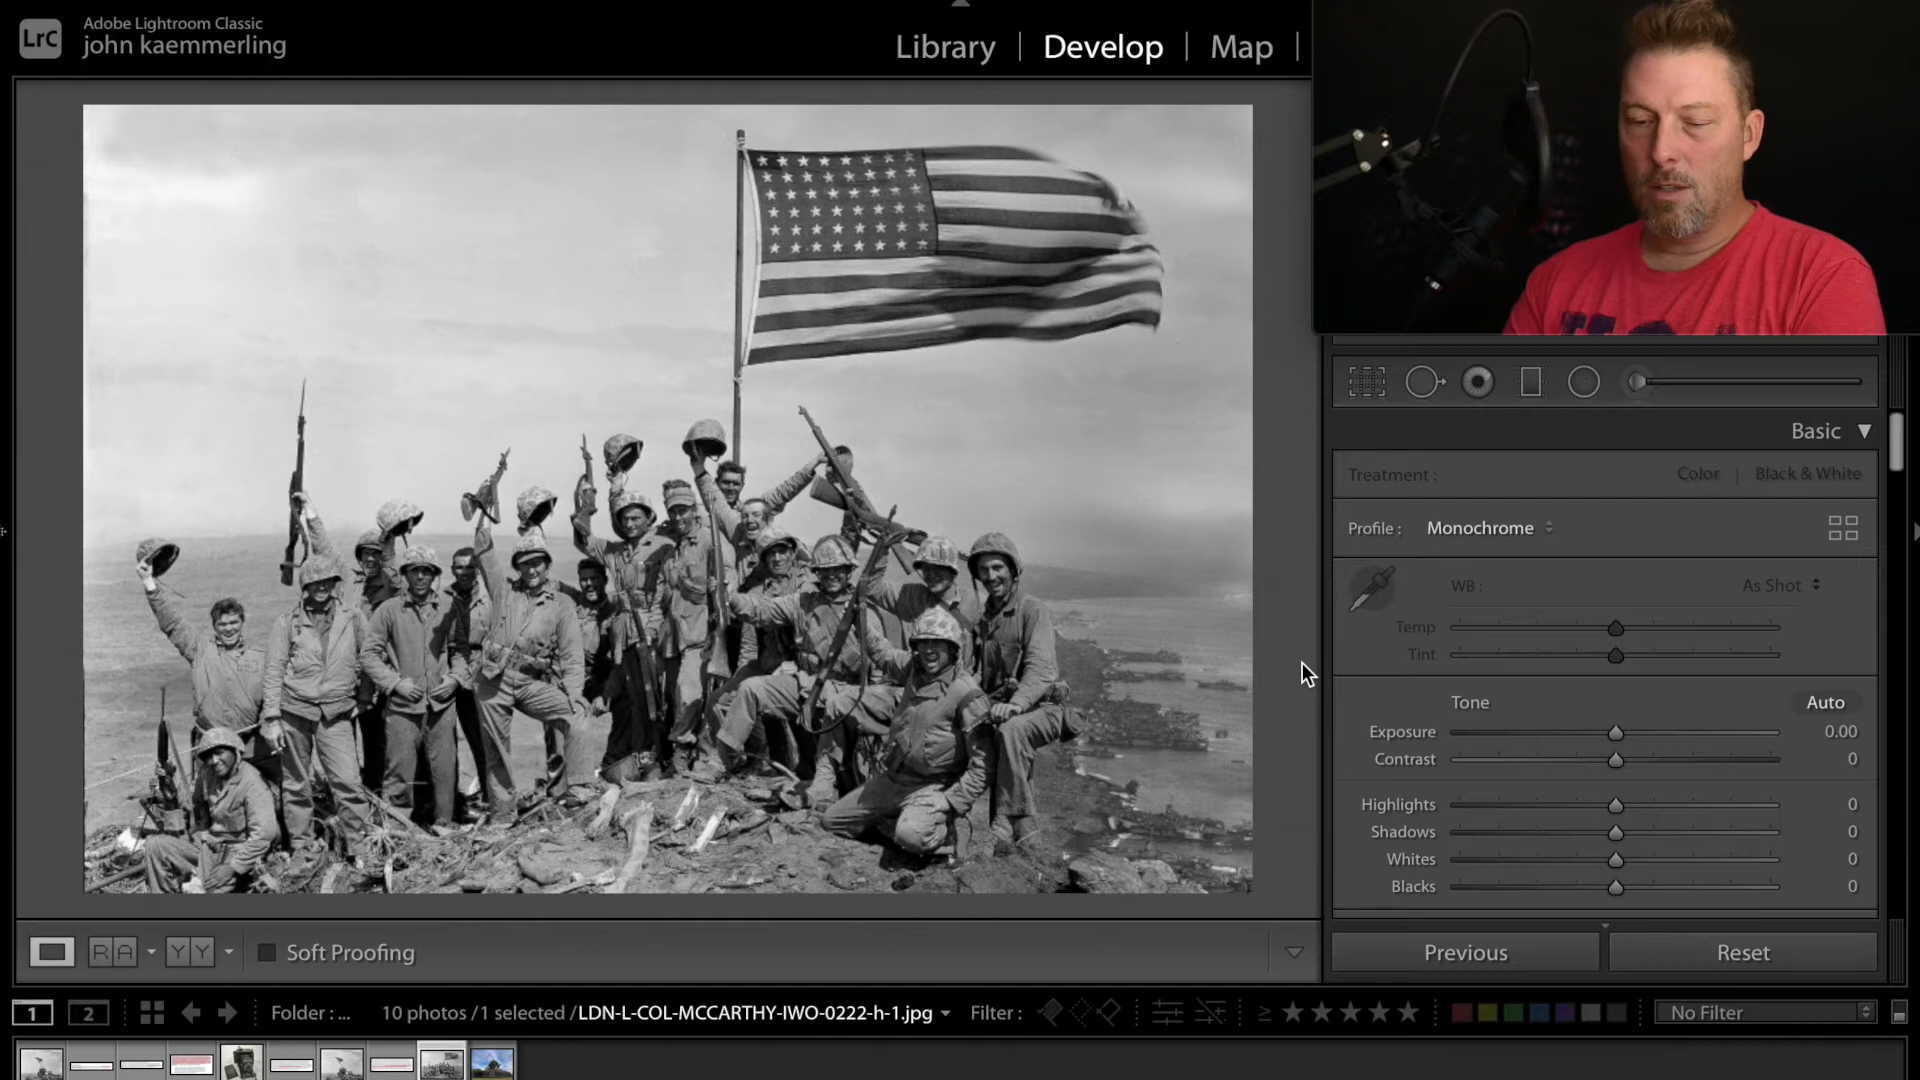 LrC
Adobe Lightroom Classic
john kaemmerling
Library | Develop | Map |
Basic
Treatment : Color | Black & White
Profile : Monochrome
WB : As Shot
Temp
Tint
Tone Auto
Exposure 0.00
Contrast 0
Highlights 0
Shadows 0
Whites 0
Blacks 0
R A Y Y Soft Proofing
Previous Reset
1 2 Folder : ... 10 photos /1 selected /LDN-L-COL-MCCARTHY-IWO-0222-h-1.jpg Filter : ≥ No Filter